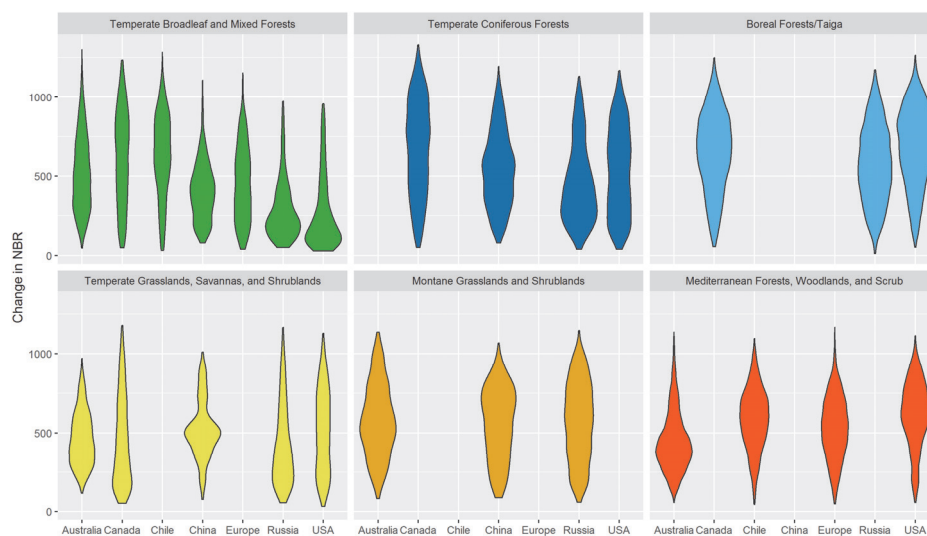 Temperate Broadleaf and Mixed Forests
Temperate Coniferous Forests
Boreal Forests/Taiga
1000
500
0
Change in NBR
Temperate Grasslands, Savannas, and Shrublands
Montane Grasslands and Shrublands
Mediterranean Forests, Woodlands, and Scrub
1000
500
0
Australia Canada Chile China Europe Russia USA
Australia Canada Chile China Europe Russia USA
Australia Canada Chile China Europe Russia USA